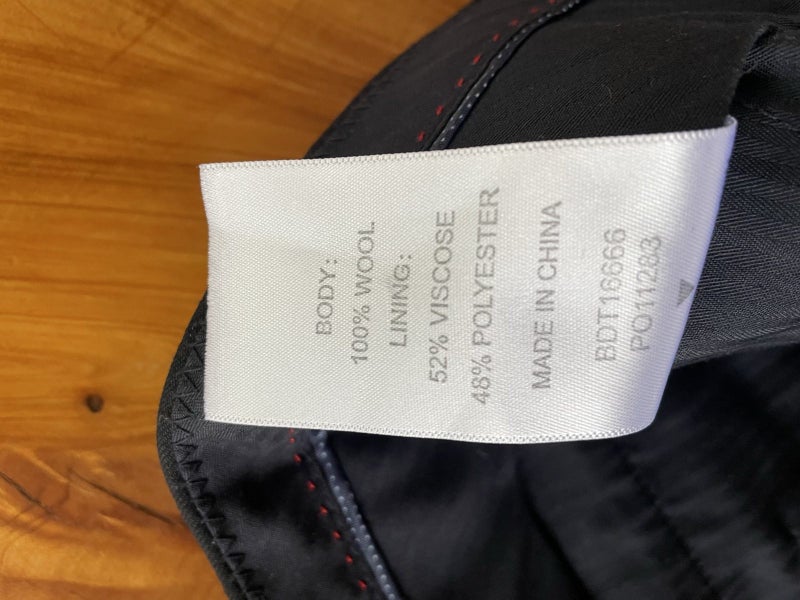 BODY:
100% WOOL
LINING:
52% VISCOSE
48% POLYESTER
MADE IN CHINA
BDT16666
PO11283